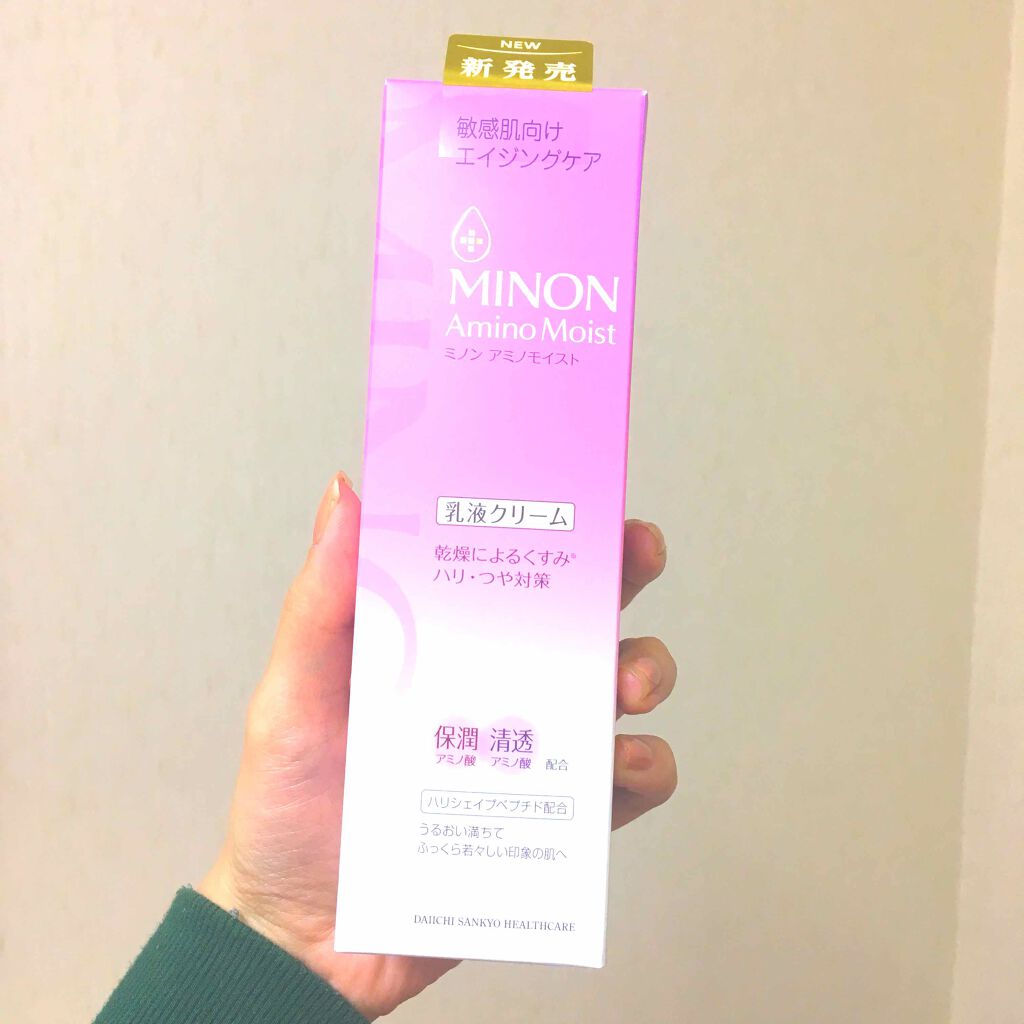 NEW
新発売
敏感肌向け
エイジングケア
MINON
Amino Moist
ミノン アミノモイスト
乳液クリーム
乾燥によるくすみ※
ハリ・つや対策
保潤 清透
アミノ酸 アミノ酸 配合
ハリシェイプペプチド配合
うるおい満ちて
ふっくら若々しい印象の肌へ
DAIICHI SANKYO HEALTHCARE